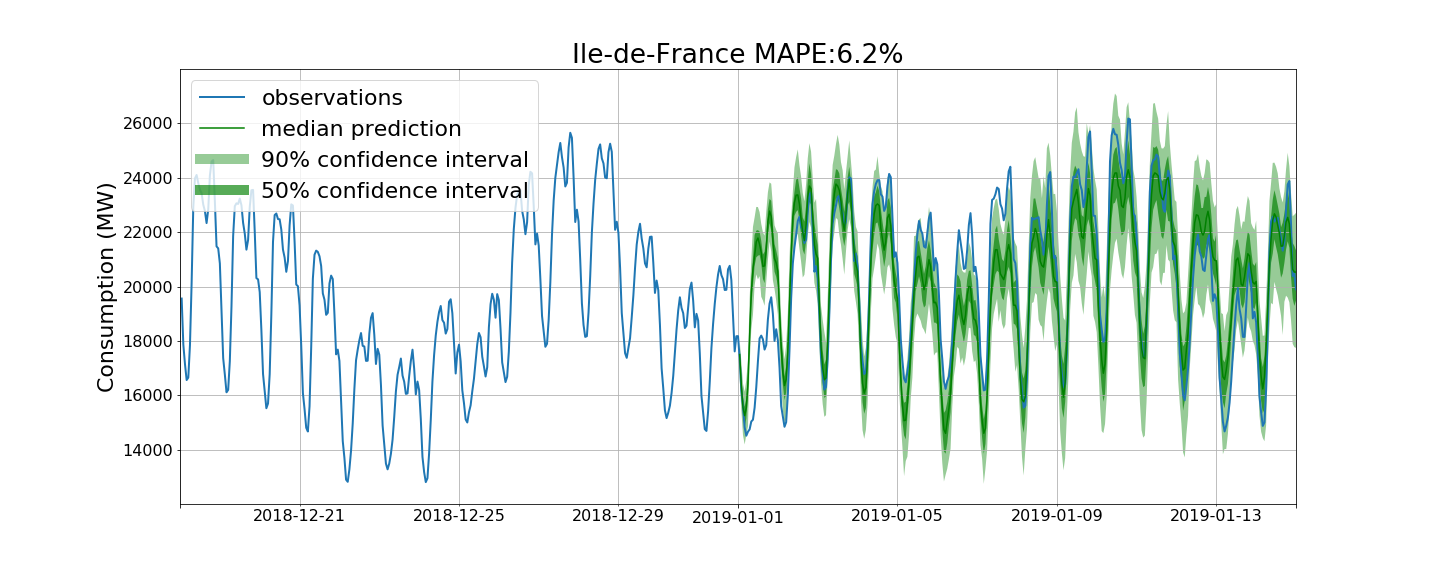 Ile-de-France MAPE:6.2%
observations
median prediction
90% confidence interval
50% confidence interval
Consumption (MW)
26000
24000
22000
20000
18000
16000
14000
2018-12-21
2018-12-25
2018-12-29
2019-01-01
2019-01-05
2019-01-09
2019-01-13